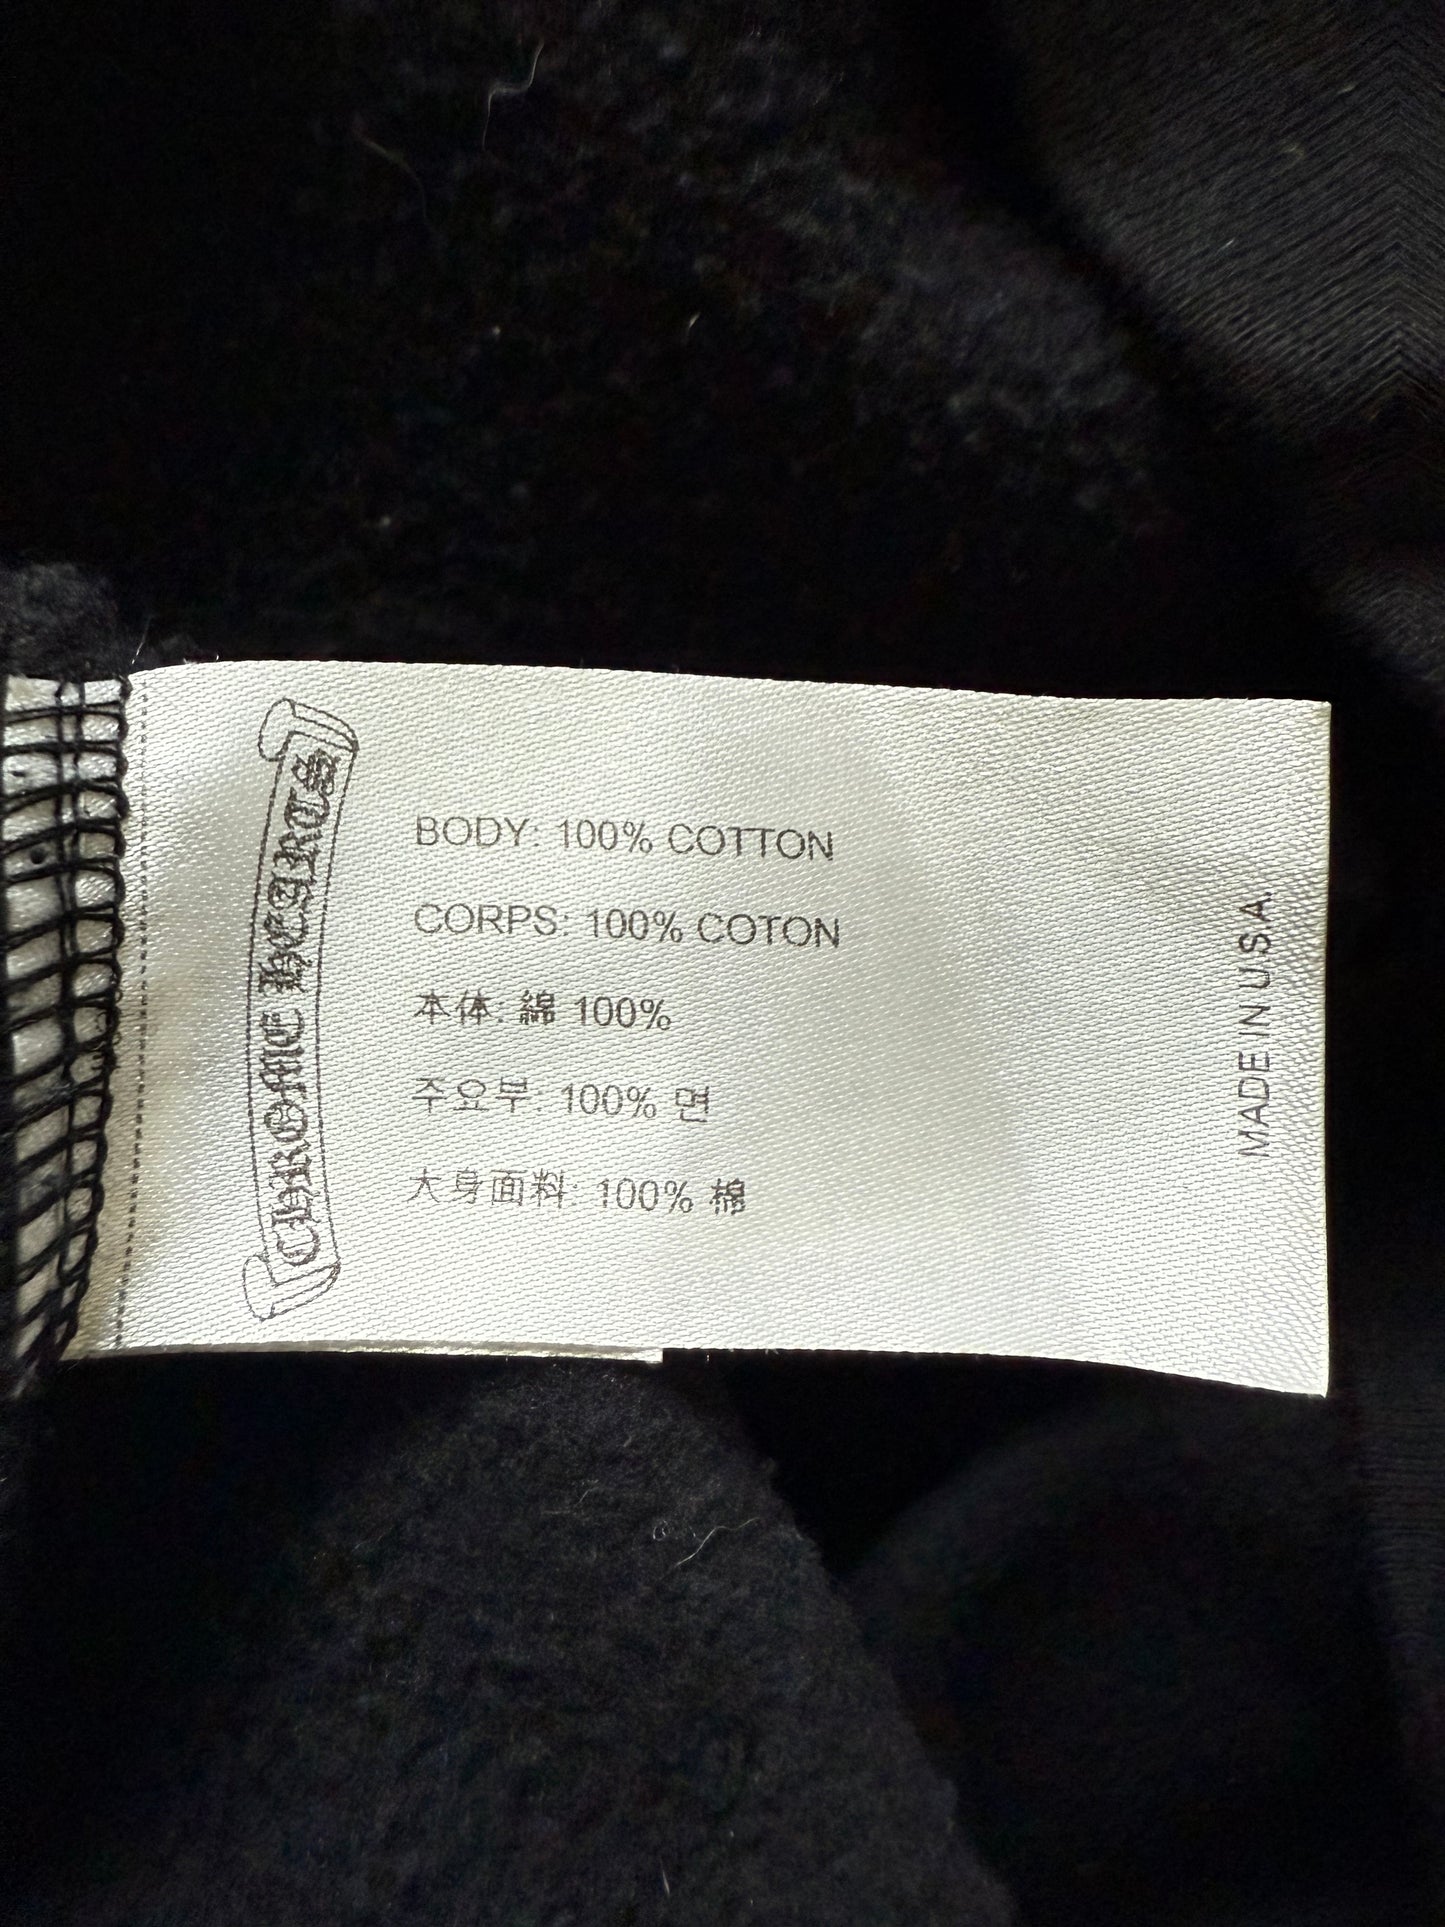 CHROME HEARTS
BODY: 100% COTTON
CORPS: 100% COTON
本体: 綿 100%
주요부: 100% 면
大身面料: 100% 棉
MADE IN U.S.A.